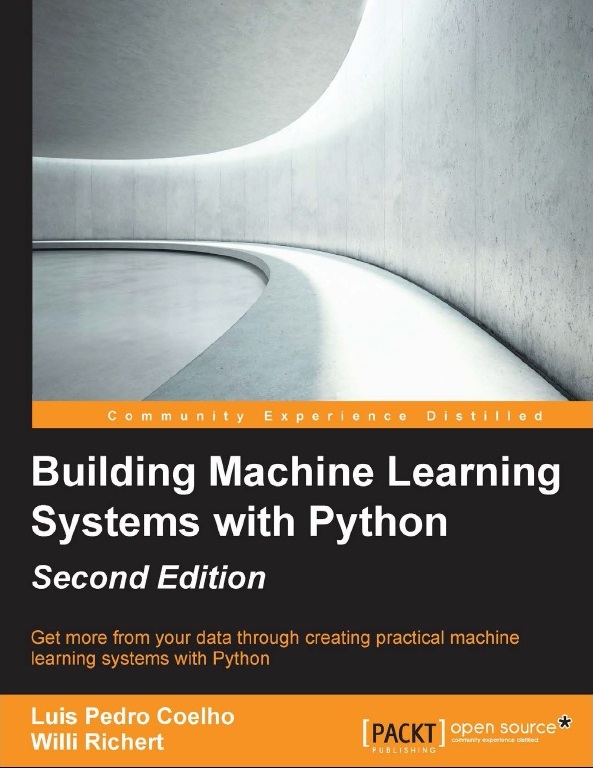 Community Experience Distilled
Building Machine Learning
Systems with Python
Second Edition
Get more from your data through creating practical machine
learning systems with Python
Luis Pedro Coelho
Willi Richert
[PACKT]
PUBLISHING
open source*
community experience distilled